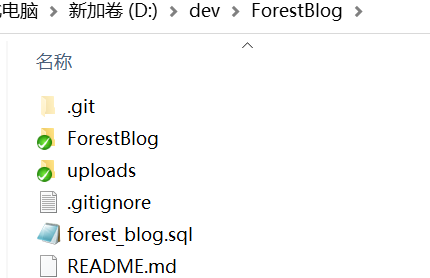 电脑 > 新加卷 (D:) > dev > ForestBlog >
名称
.git
ForestBlog
uploads
.gitignore
forest_blog.sql
README.md